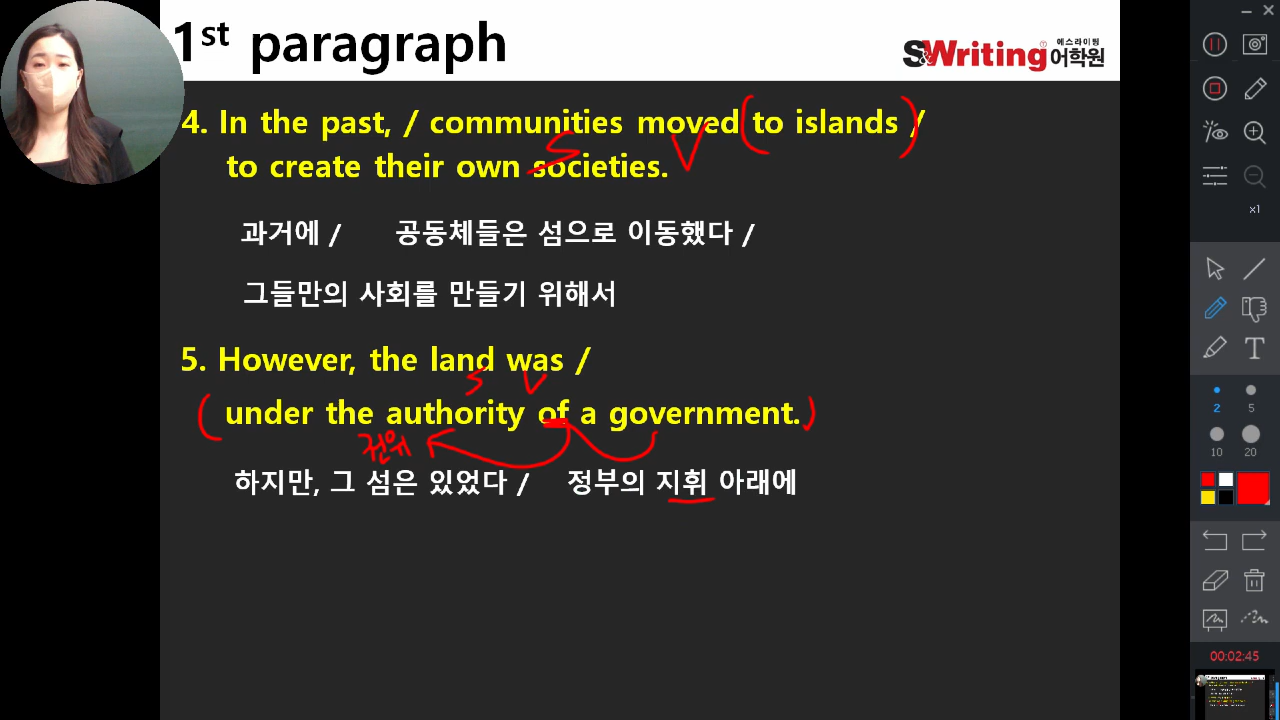 1st paragraph
S&Writing 어학원
에스라이팅
4. In the past, / communities moved (to islands) /
S V
to create their own societies.
과거에 / 공동체들은 섬으로 이동했다 /
그들만의 사회를 만들기 위해서
5. However, the land was /
S V
(under the authority of a government.)
권위
하지만, 그 섬은 있었다 / 정부의 지휘 아래에
x1
T
2 5
10 20
00:02:45